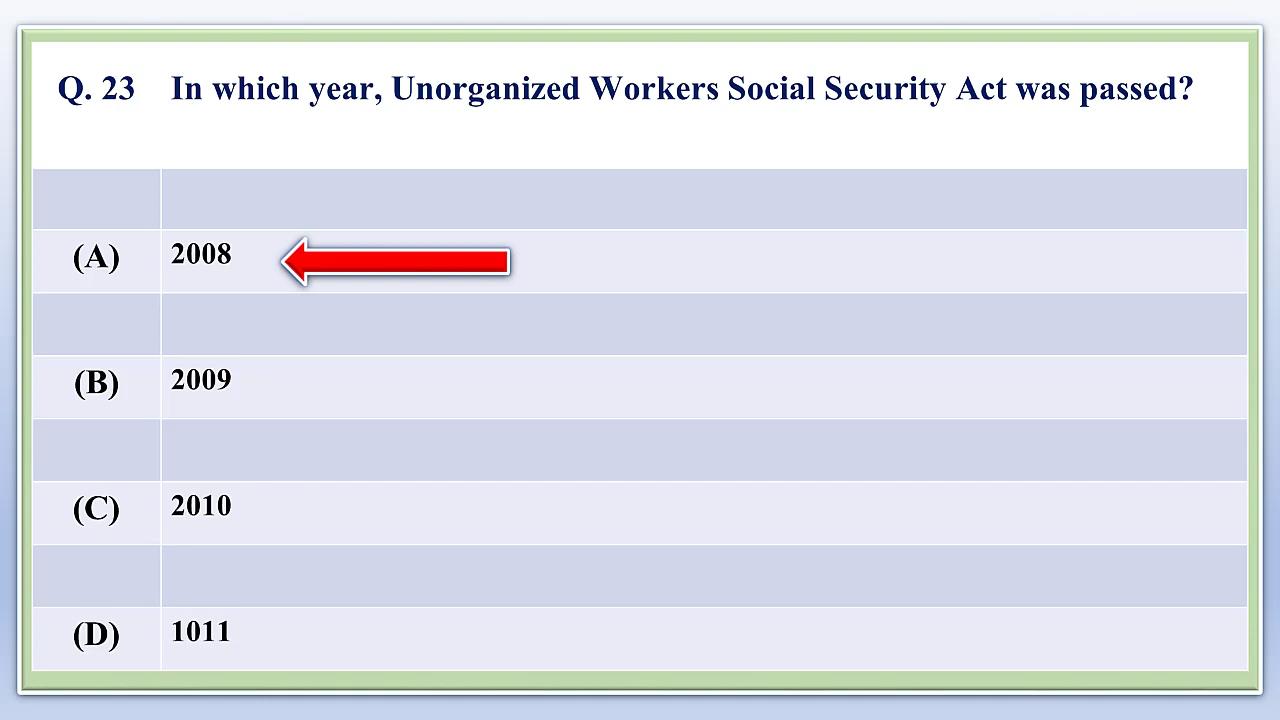 Q. 23 In which year, Unorganized Workers Social Security Act was passed?
(A) 2008
(B) 2009
(C) 2010
(D) 1011